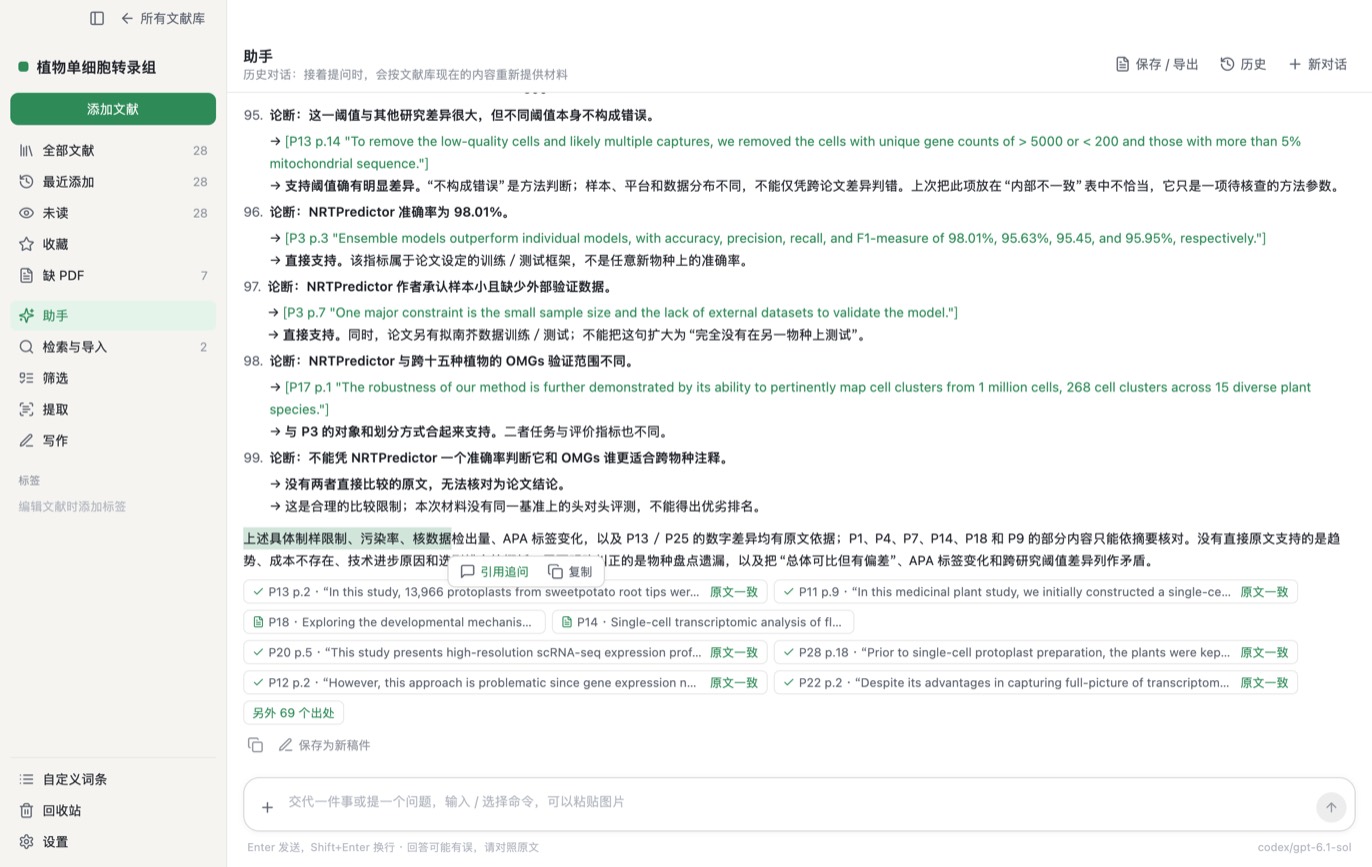 所有文献库
植物单细胞转录组
添加文献
全部文献 28
最近添加 28
未读 28
收藏
缺 PDF 7
助手
检索与导入 2
筛选
提取
写作
标签
编辑文献时添加标签
自定义词条
回收站
设置
助手
历史对话：接着提问时，会按文献库现在的内容重新提供材料
保存 / 导出 历史 新对话
95. 论断：这一阈值与其他研究差异很大，但不同阈值本身不构成错误。
→ [P13 p.14 "To remove the low-quality cells and likely multiple captures, we removed the cells with unique gene counts of > 5000 or < 200 and those with more than 5%
mitochondrial sequence."]
→ 支持阈值确有明显差异。“不构成错误”是方法判断；样本、平台和数据分布不同，不能仅凭跨论文差异判错。上次把此项放在“内部不一致”表中不恰当，它只是一项待核查的方法参数。
96. 论断：NRTPredictor 准确率为 98.01%。
→ [P3 p.3 "Ensemble models outperform individual models, with accuracy, precision, recall, and F1-measure of 98.01%, 95.63%, 95.45, and 95.95%, respectively."]
→ 直接支持。该指标属于论文设定的训练 / 测试框架，不是任意新物种上的准确率。
97. 论断：NRTPredictor 作者承认样本小且缺少外部验证数据。
→ [P3 p.7 "One major constraint is the small sample size and the lack of external datasets to validate the model."]
→ 直接支持。同时，论文另有拟南芥数据训练 / 测试；不能把这句扩大为“完全没有在另一物种上测试”。
98. 论断：NRTPredictor 与跨十五种植物的 OMGs 验证范围不同。
→ [P17 p.1 "The robustness of our method is further demonstrated by its ability to pertinently map cell clusters from 1 million cells, 268 cell clusters across 15 diverse plant
species."]
→ 与 P3 的对象和划分方式合起来支持。二者任务与评价指标也不同。
99. 论断：不能凭 NRTPredictor 一个准确率判断它和 OMGs 谁更适合跨物种注释。
→ 没有两者直接比较的原文，无法核对为论文结论。
→ 这是合理的比较限制；本次材料没有同一基准上的头对头评测，不能得出优劣排名。
上述具体制样限制、污染率、核数据检出量、APA 标签变化，以及 P13 / P25 的数字差异均有原文依据；P1、P4、P7、P14、P18 和 P9 的部分内容只能依摘要核对。没有直接原文支持的是趋
势、成本不存在、技术进步原因和选 纠正的是物种盘点遗漏，以及把“总体可比但有偏差”、APA 标签变化和跨研究阈值差异列作矛盾。
引用追问 复制
P13 p.2 · “In this study, 13,966 protoplasts from sweetpotato root tips wer... 原文一致 P11 p.9 · “In this medicinal plant study, we initially constructed a single-ce... 原文一致
P18 · Exploring the developmental mechanis... P14 · Single-cell transcriptomic analysis of fl...
P20 p.5 · “This study presents high-resolution scRNA-seq expression prof... 原文一致 P28 p.18 · “Prior to single-cell protoplast preparation, the plants were kep... 原文一致
P12 p.2 · “However, this approach is problematic since gene expression n... 原文一致 P22 p.2 · “Despite its advantages in capturing full-picture of transcriptom... 原文一致
另外 69 个出处
保存为新稿件
交代一件事或提一个问题，输入 / 选择命令，可以粘贴图片
Enter 发送，Shift+Enter 换行 · 回答可能有误，请对照原文 codex/gpt-6.1-sol